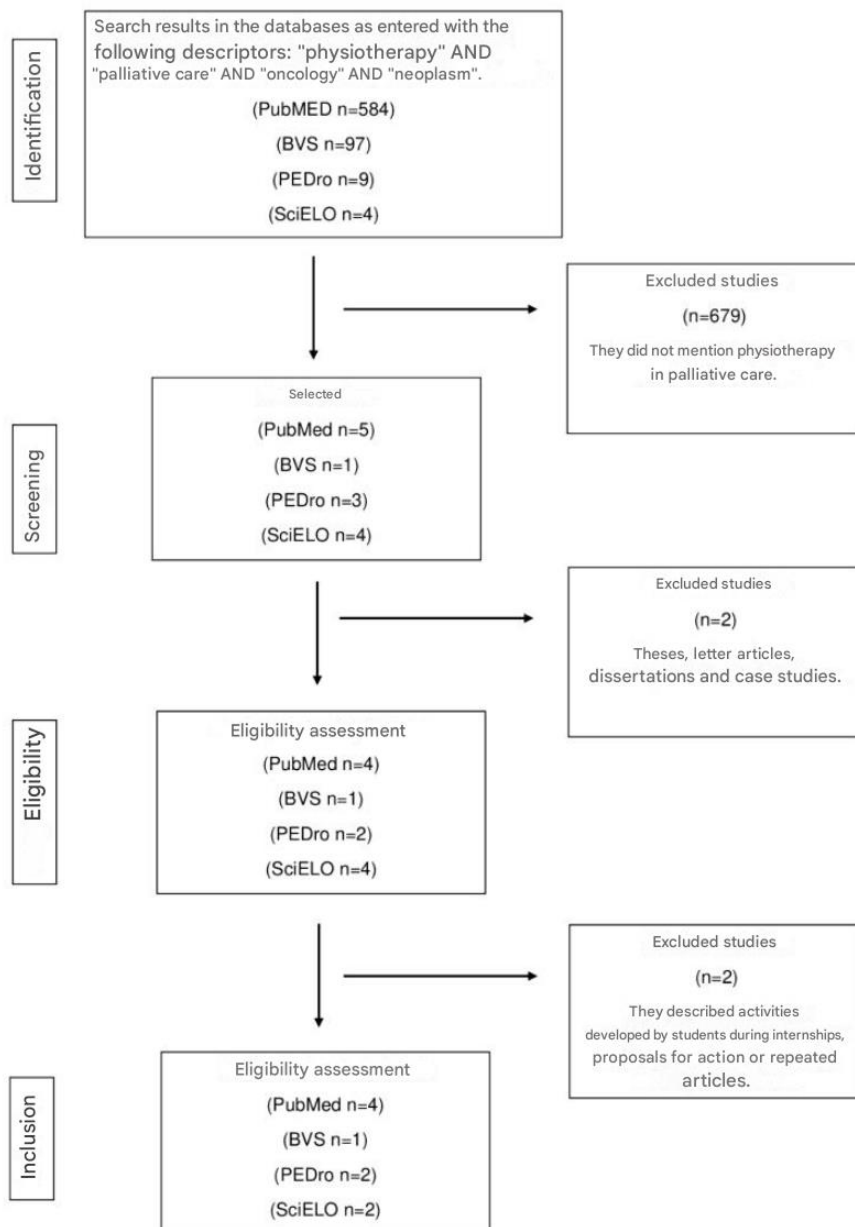 Identification
Search results in the databases as entered with the
following descriptors: "physiotherapy" AND
"palliative care" AND "oncology" AND "neoplasm".
(PubMED n=584)
(BVS n=97)
(PEDro n=9)
(SciELO n=4)
Excluded studies
(n=679)
They did not mention physiotherapy
in palliative care.
Screening
Selected
(PubMed n=5)
(BVS n=1)
(PEDro n=3)
(SciELO n=4)
Excluded studies
(n=2)
Theses, letter articles,
dissertations and case studies.
Eligibility
Eligibility assessment
(PubMed n=4)
(BVS n=1)
(PEDro n=2)
(SciELO n=4)
Excluded studies
(n=2)
They described activities
developed by students during internships,
proposals for action or repeated
articles.
Inclusion
Eligibility assessment
(PubMed n=4)
(BVS n=1)
(PEDro n=2)
(SciELO n=2)